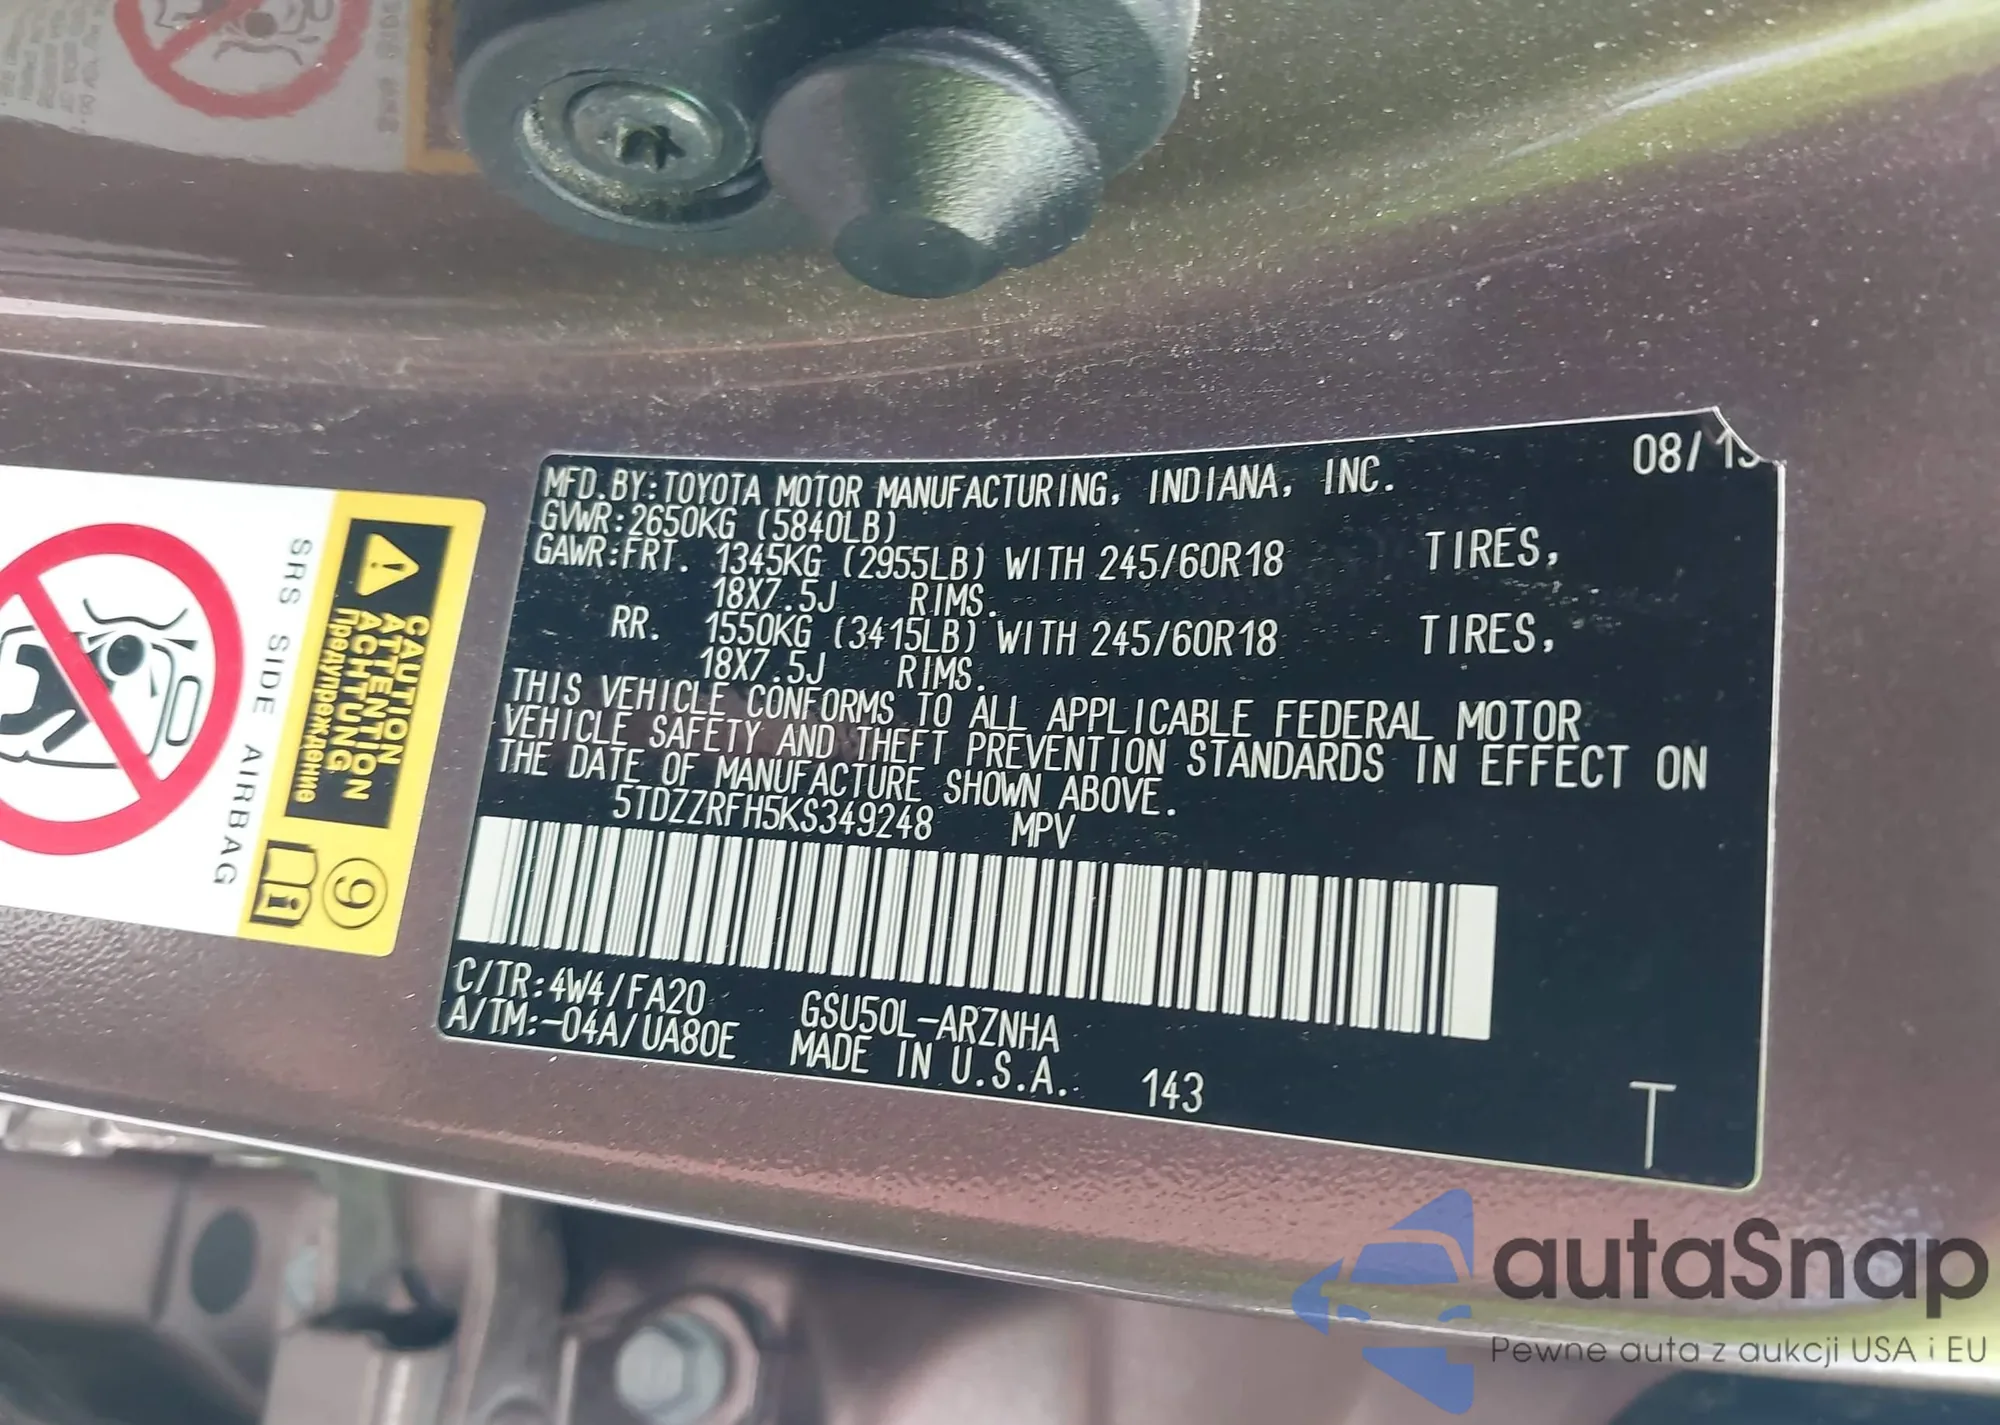 08/19
MFD.BY:TOYOTA MOTOR MANUFACTURING, INDIANA, INC.
GVWR:2650KG (5840LB)
GAWR:FRT. 1345KG (2955LB) WITH 245/60R18 TIRES,
18X7.5J RIMS.
RR. 1550KG (3415LB) WITH 245/60R18 TIRES,
18X7.5J RIMS.
THIS VEHICLE CONFORMS TO ALL APPLICABLE FEDERAL MOTOR
VEHICLE SAFETY AND THEFT PREVENTION STANDARDS IN EFFECT ON
THE DATE OF MANUFACTURE SHOWN ABOVE.
5TDZZRFH5KS349248 MPV
C/TR:4W4/FA20 GSU50L-ARZNHA
A/TM:-04A/UA80E MADE IN U.S.A. 143
T
CAUTION
ATTENTION
ACHTUNG
Предупреждение
SRS SIDE AIRBAG
9
autaSnap
Pewne auta z aukcji USA i EU